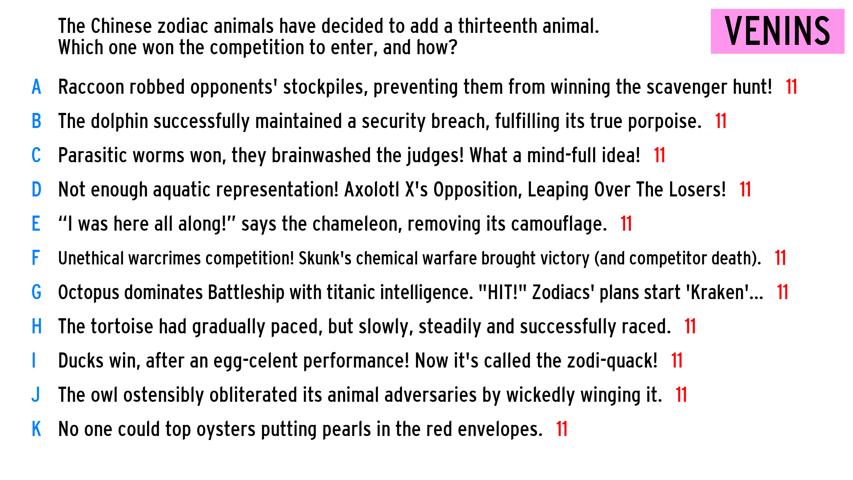 The Chinese zodiac animals have decided to add a thirteenth animal.
Which one won the competition to enter, and how?
VENINS
A Raccoon robbed opponents' stockpiles, preventing them from winning the scavenger hunt! 11
B The dolphin successfully maintained a security breach, fulfilling its true porpoise. 11
C Parasitic worms won, they brainwashed the judges! What a mind-full idea! 11
D Not enough aquatic representation! Axolotl X's Opposition, Leaping Over The Losers! 11
E “I was here all along!” says the chameleon, removing its camouflage. 11
F Unethical warcrimes competition! Skunk's chemical warfare brought victory (and competitor death). 11
G Octopus dominates Battleship with titanic intelligence. "HIT!" Zodiacs' plans start 'Kraken'... 11
H The tortoise had gradually paced, but slowly, steadily and successfully raced. 11
I Ducks win, after an egg-celent performance! Now it's called the zodi-quack! 11
J The owl ostensibly obliterated its animal adversaries by wickedly winging it. 11
K No one could top oysters putting pearls in the red envelopes. 11